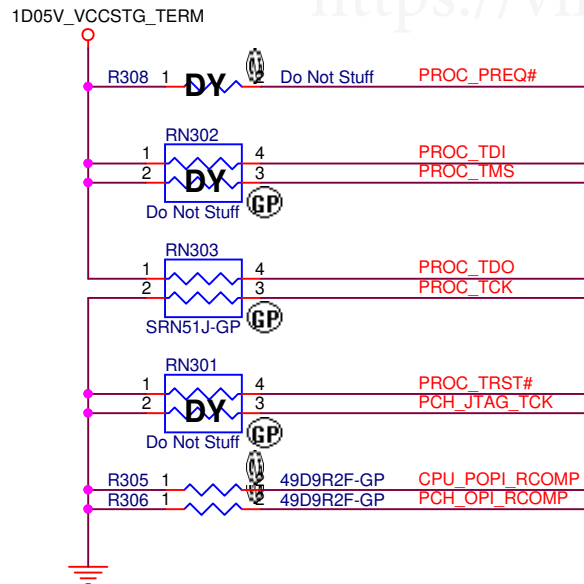 https://vi
1D05V_VCCSTG_TERM
R308 1 DY 2 Do Not Stuff PROC_PREQ#
RN302
1 4 PROC_TDI
2 DY 3 PROC_TMS
Do Not Stuff GP
RN303
1 4 PROC_TDO
2 3 PROC_TCK
SRN51J-GP GP
RN301
1 4 PROC_TRST#
2 DY 3 PCH_JTAG_TCK
Do Not Stuff GP
R305 1 2 49D9R2F-GP CPU_POPI_RCOMP
R306 1 2 49D9R2F-GP PCH_OPI_RCOMP